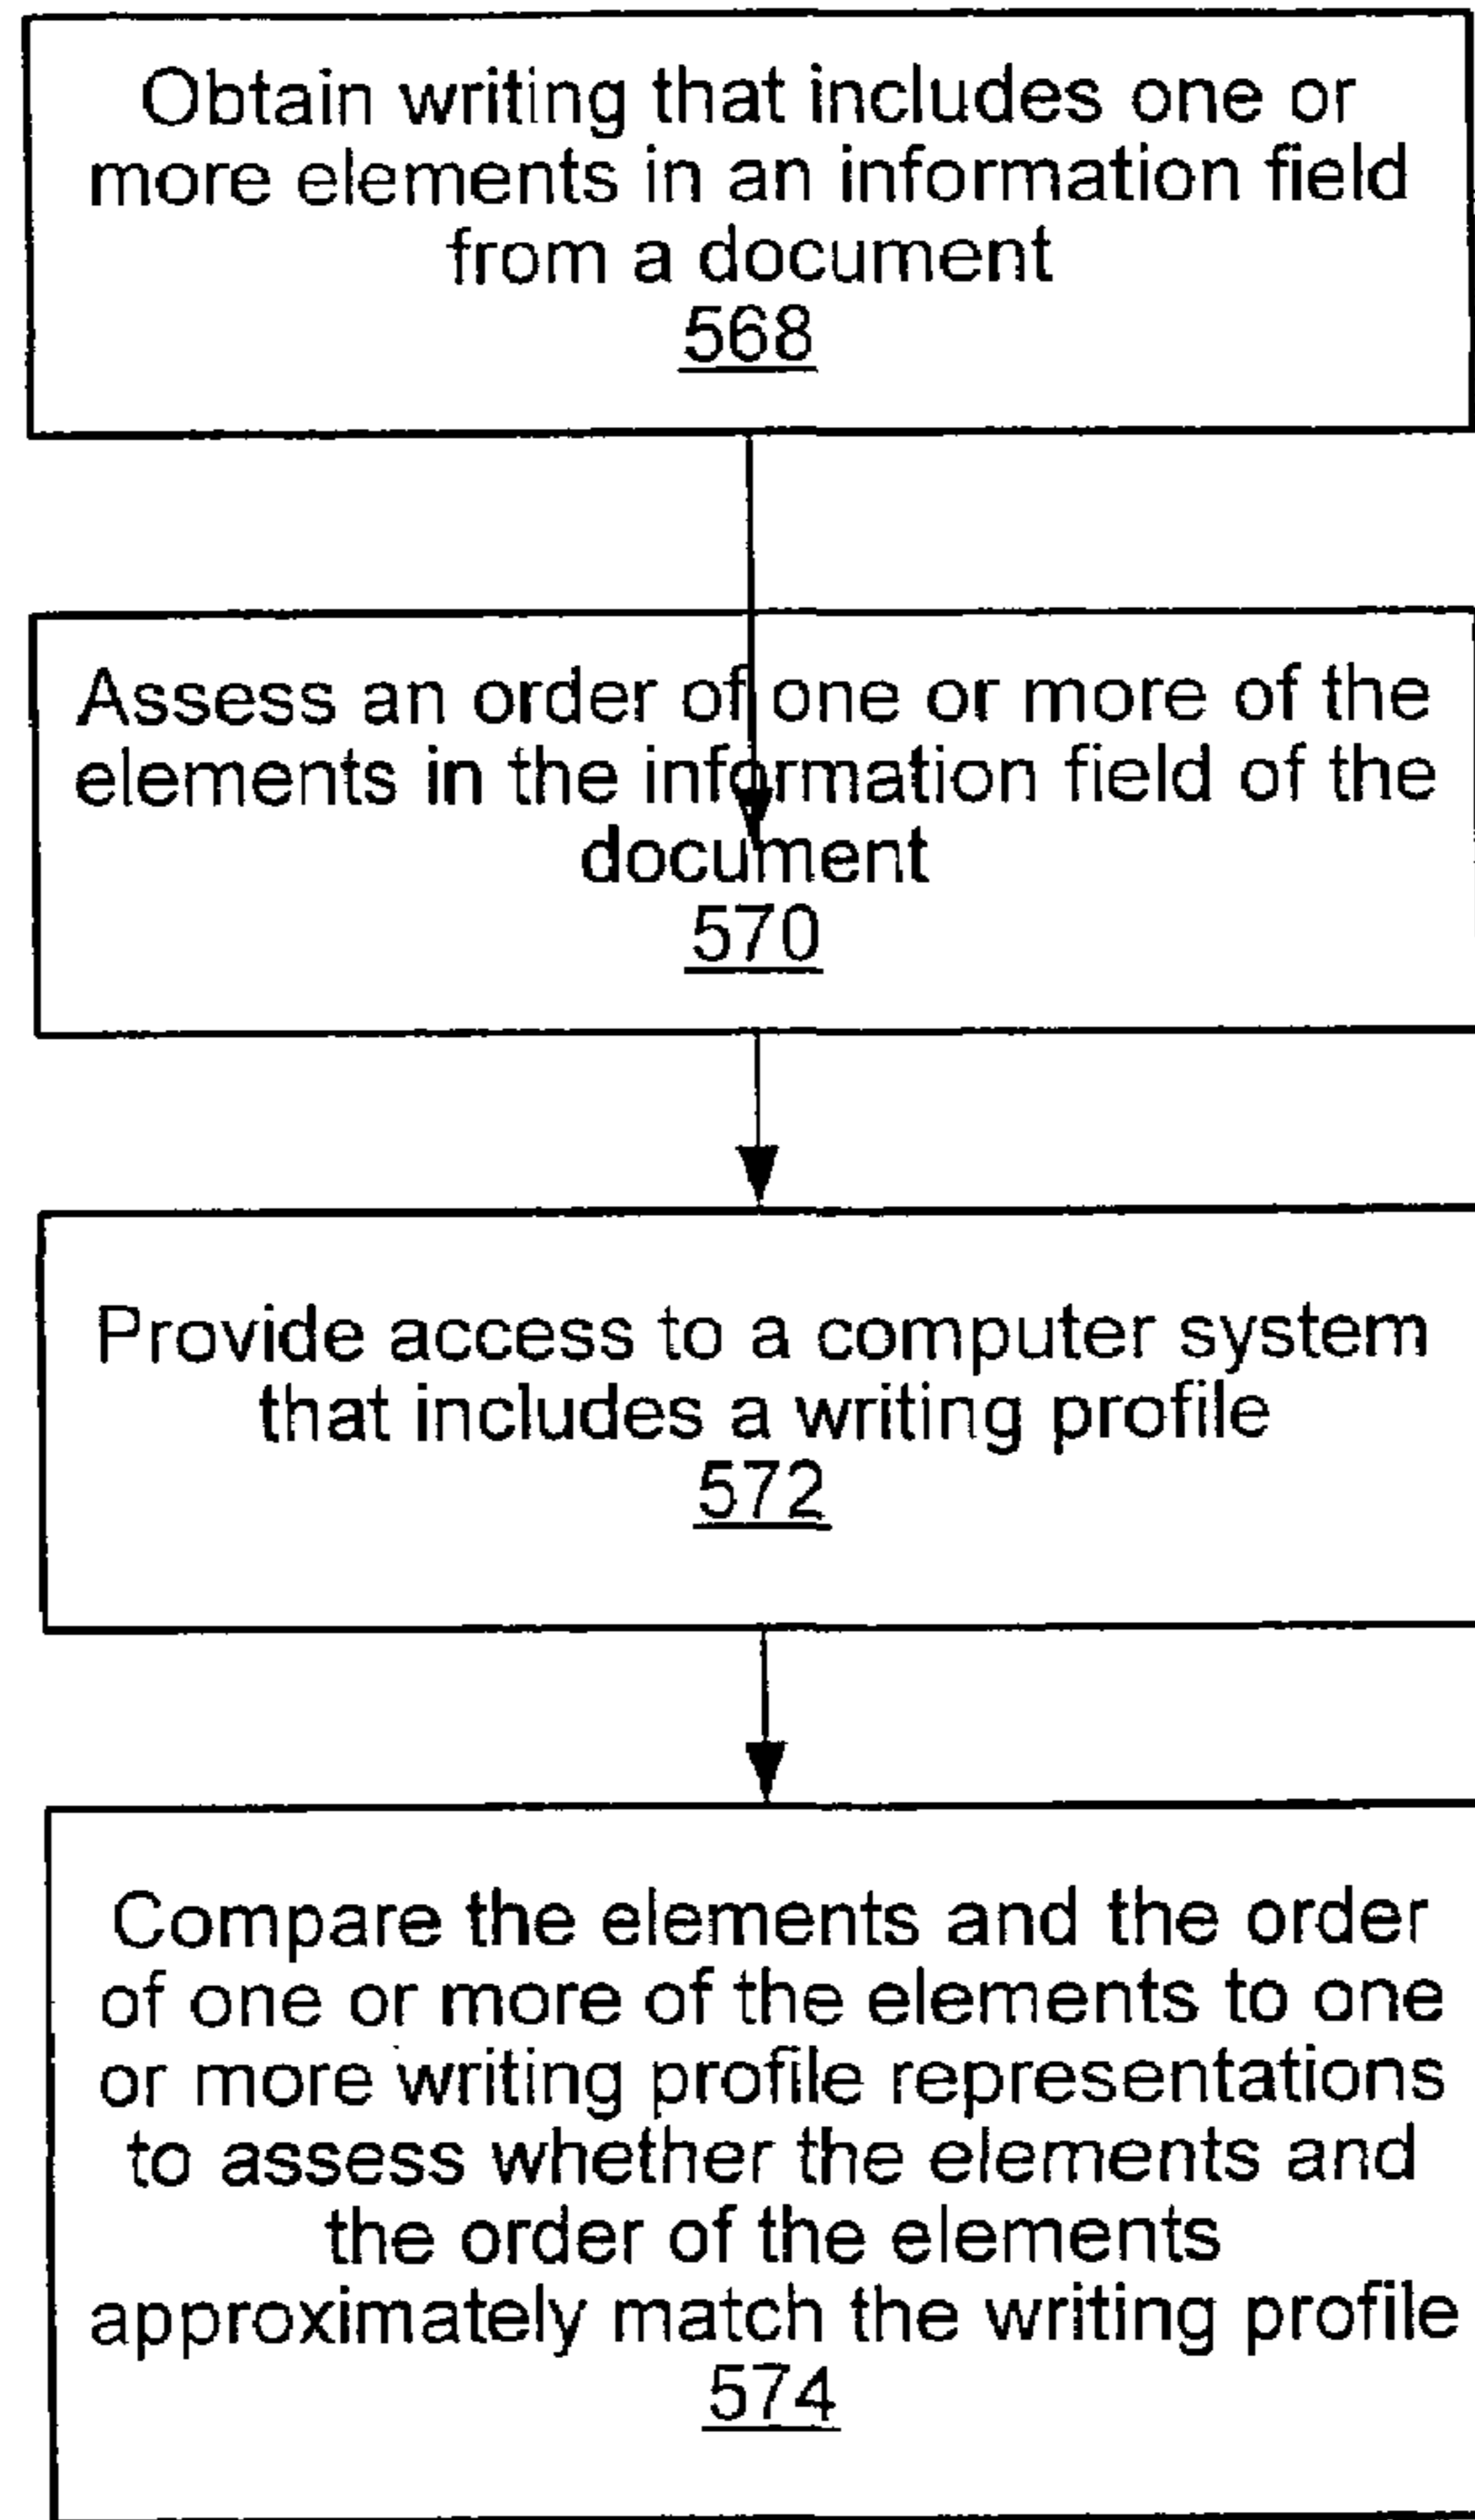 Obtain writing that includes one or
more elements in an information field
from a document
568
Assess an order of one or more of the
elements in the information field of the
document
570
Provide access to a computer system
that includes a writing profile
572
Compare the elements and the order
of one or more of the elements to one
or more writing profile representations
to assess whether the elements and
the order of the elements
approximately match the writing profile
574